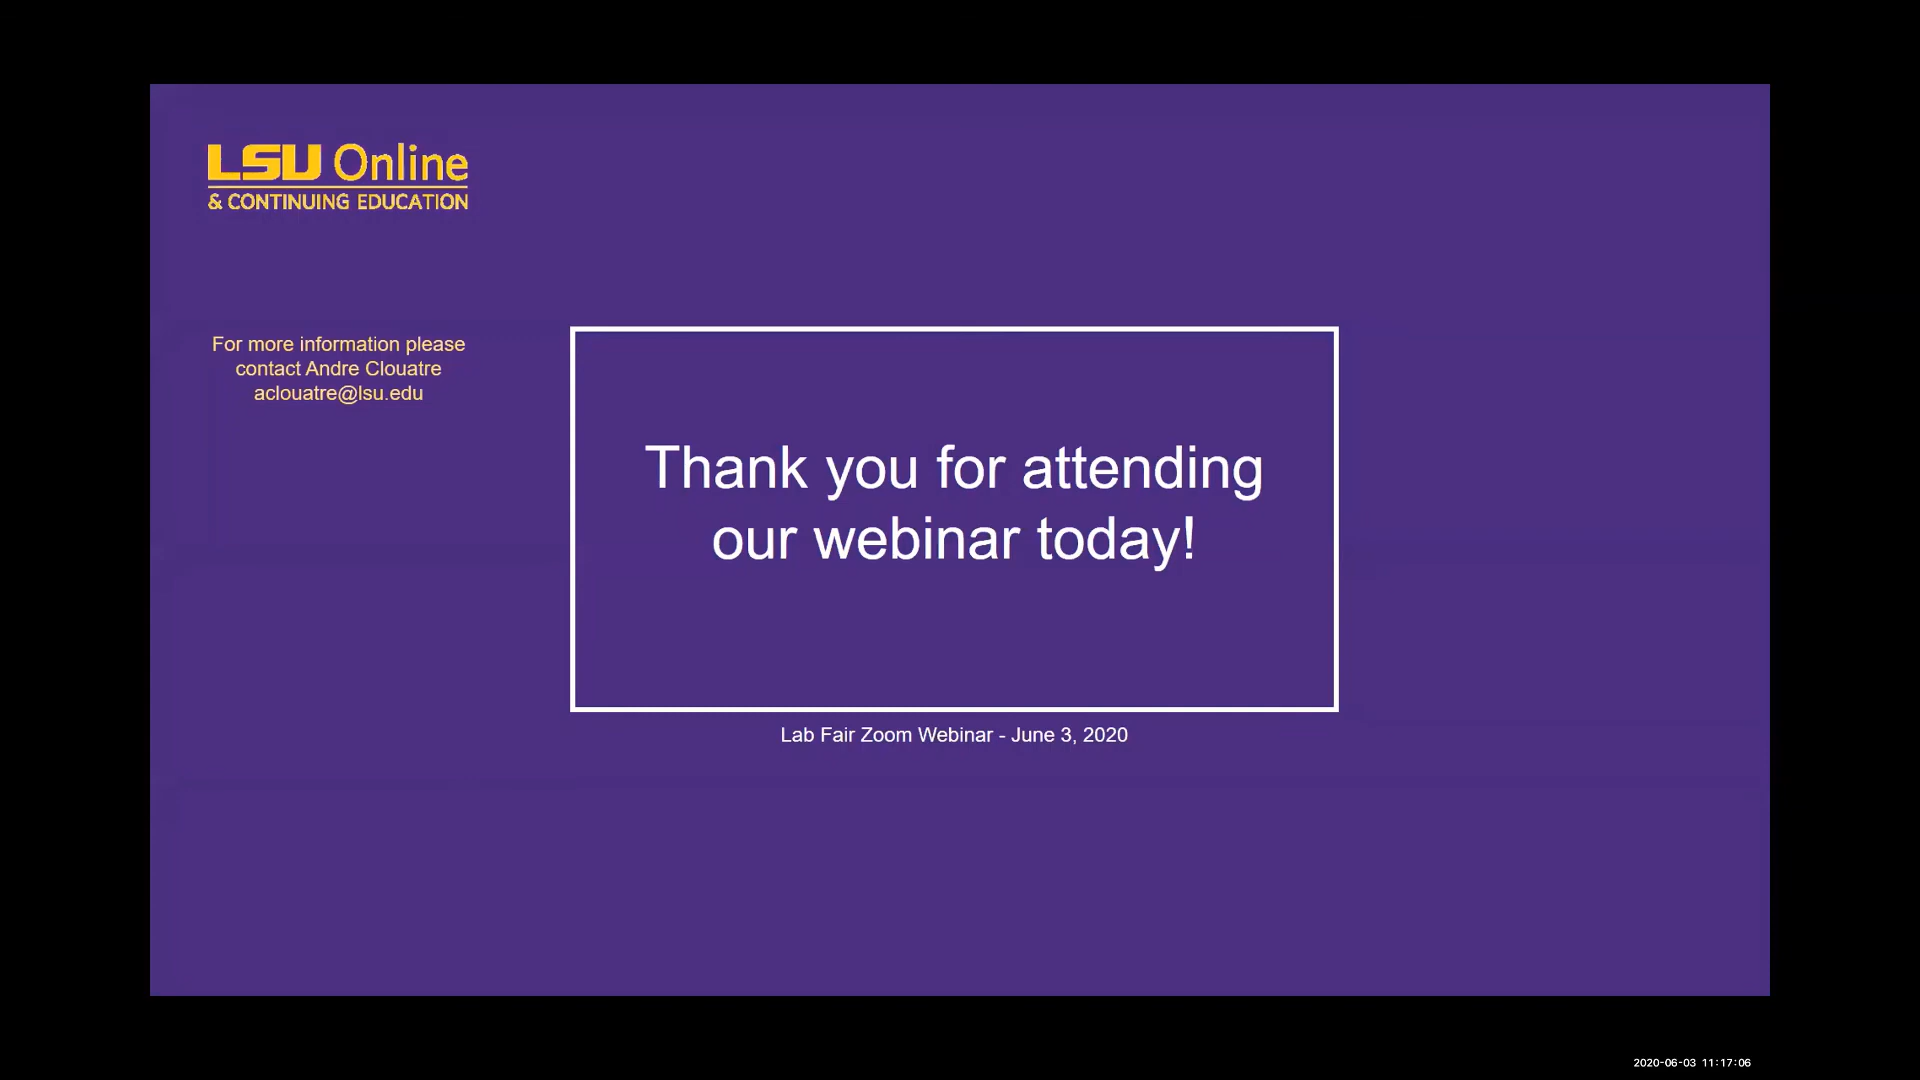 LSU Online
& CONTINUING EDUCATION
For more information please
contact Andre Clouatre
aclouatre@lsu.edu
Thank you for attending
our webinar today!
Lab Fair Zoom Webinar - June 3, 2020
2020-06-03 11:17:06